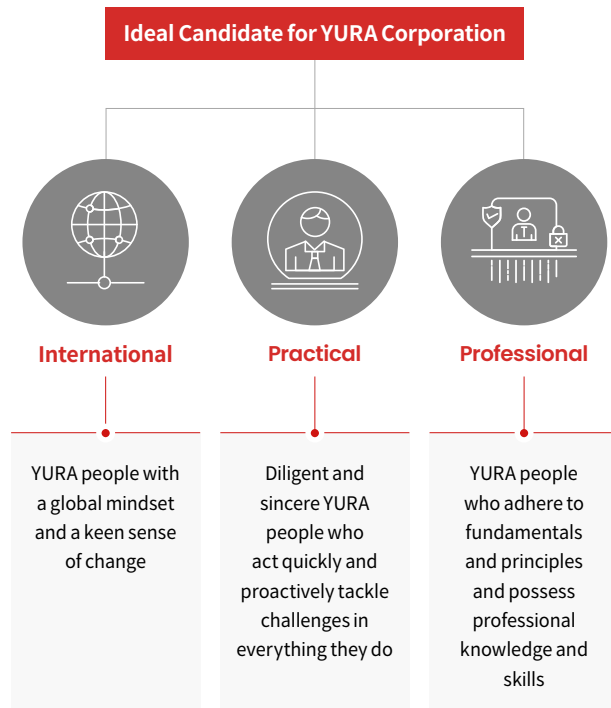 Ideal Candidate for YURA Corporation
International
YURA people with
a global mindset
and a keen sense
of change
Practical
Diligent and
sincere YURA
people who
act quickly and
proactively tackle
challenges in
everything they do
Professional
YURA people
who adhere to
fundamentals
and principles
and possess
professional
knowledge and
skills